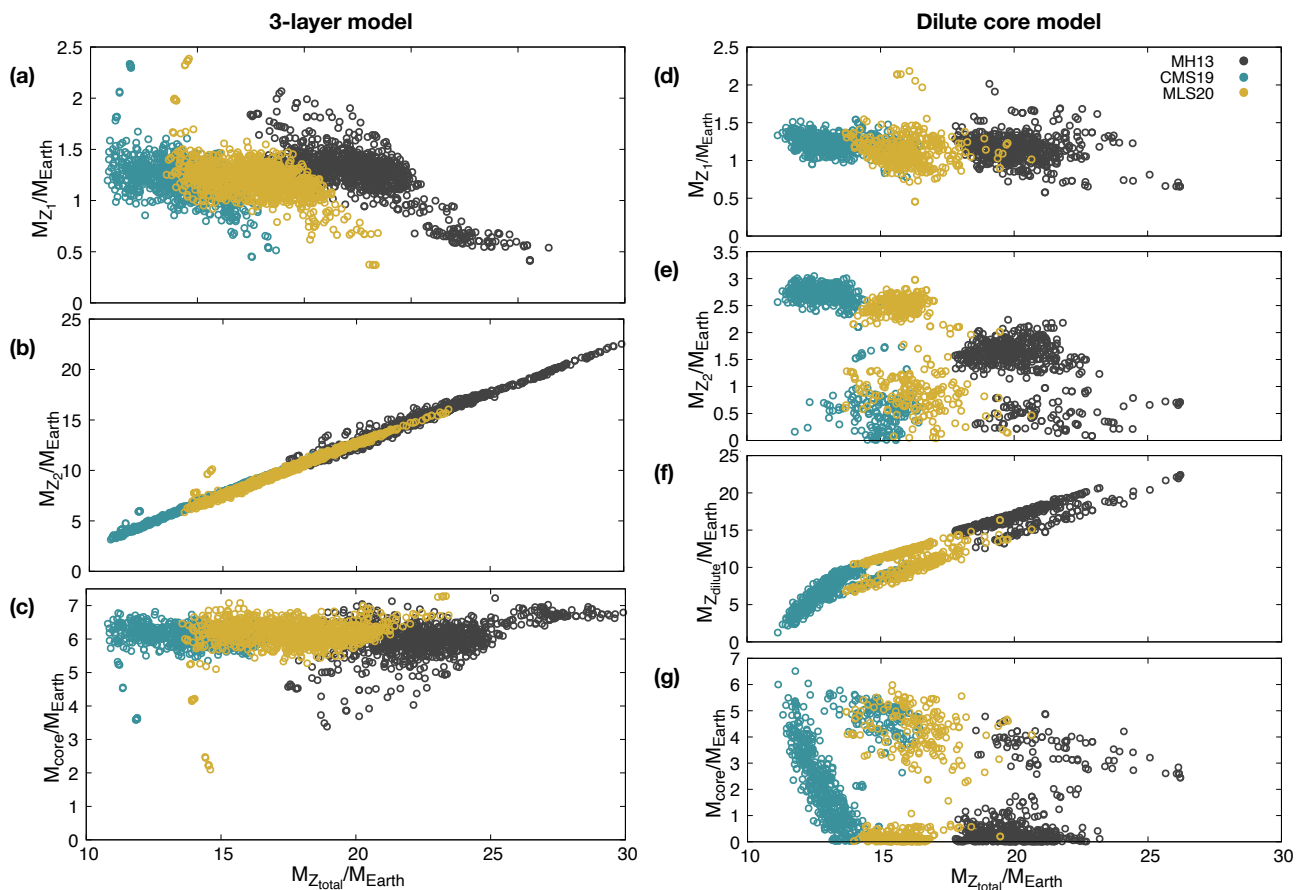 3-layer model
(a)
2.5
2
1.5
1
0.5
0
M_Z1/M_Earth
(b)
25
20
15
10
5
0
M_Z2/M_Earth
(c)
7
6
5
4
3
2
1
0
M_core/M_Earth
10 15 20 25 30
M_Ztotal/M_Earth
Dilute core model
(d)
2.5
2
1.5
1
0.5
0
M_Z1/M_Earth
MH13
CMS19
MLS20
(e)
3.5
3
2.5
2
1.5
1
0.5
0
M_Z2/M_Earth
(f)
25
20
15
10
5
0
M_Zdilute/M_Earth
(g)
7
6
5
4
3
2
1
0
M_core/M_Earth
10 15 20 25 30
M_Ztotal/M_Earth